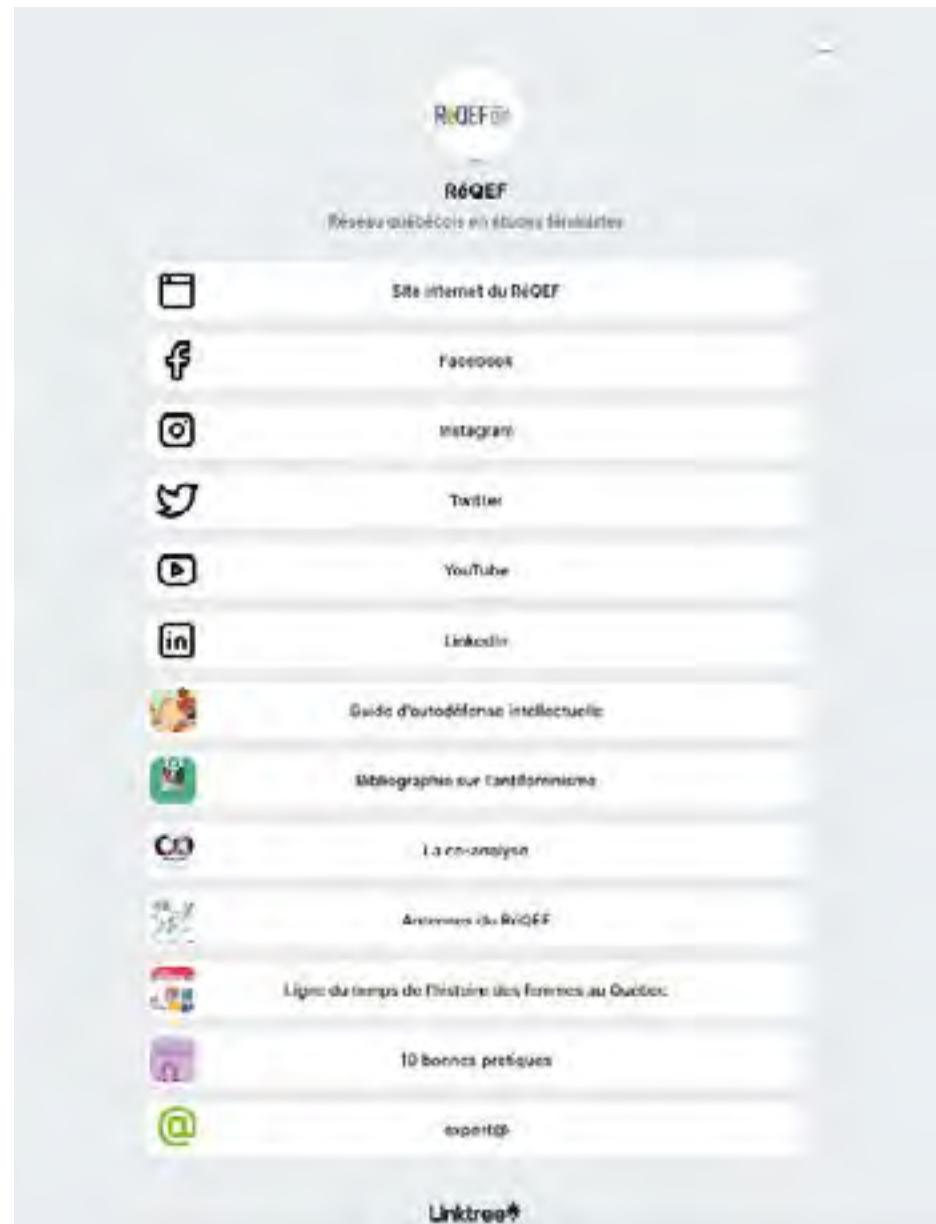 RéQEF
RéQEF
Réseau québécois en études féministes
Site internet du RéQEF
Facebook
Instagram
Twitter
YouTube
LinkedIn
Guide d'autodéfense intellectuelle
Bibliographie sur l'antiféminisme
La co-analyse
Antennes du RéQEF
Ligne du temps de l'histoire des femmes au Québec
10 bonnes pratiques
expert@
Linktree